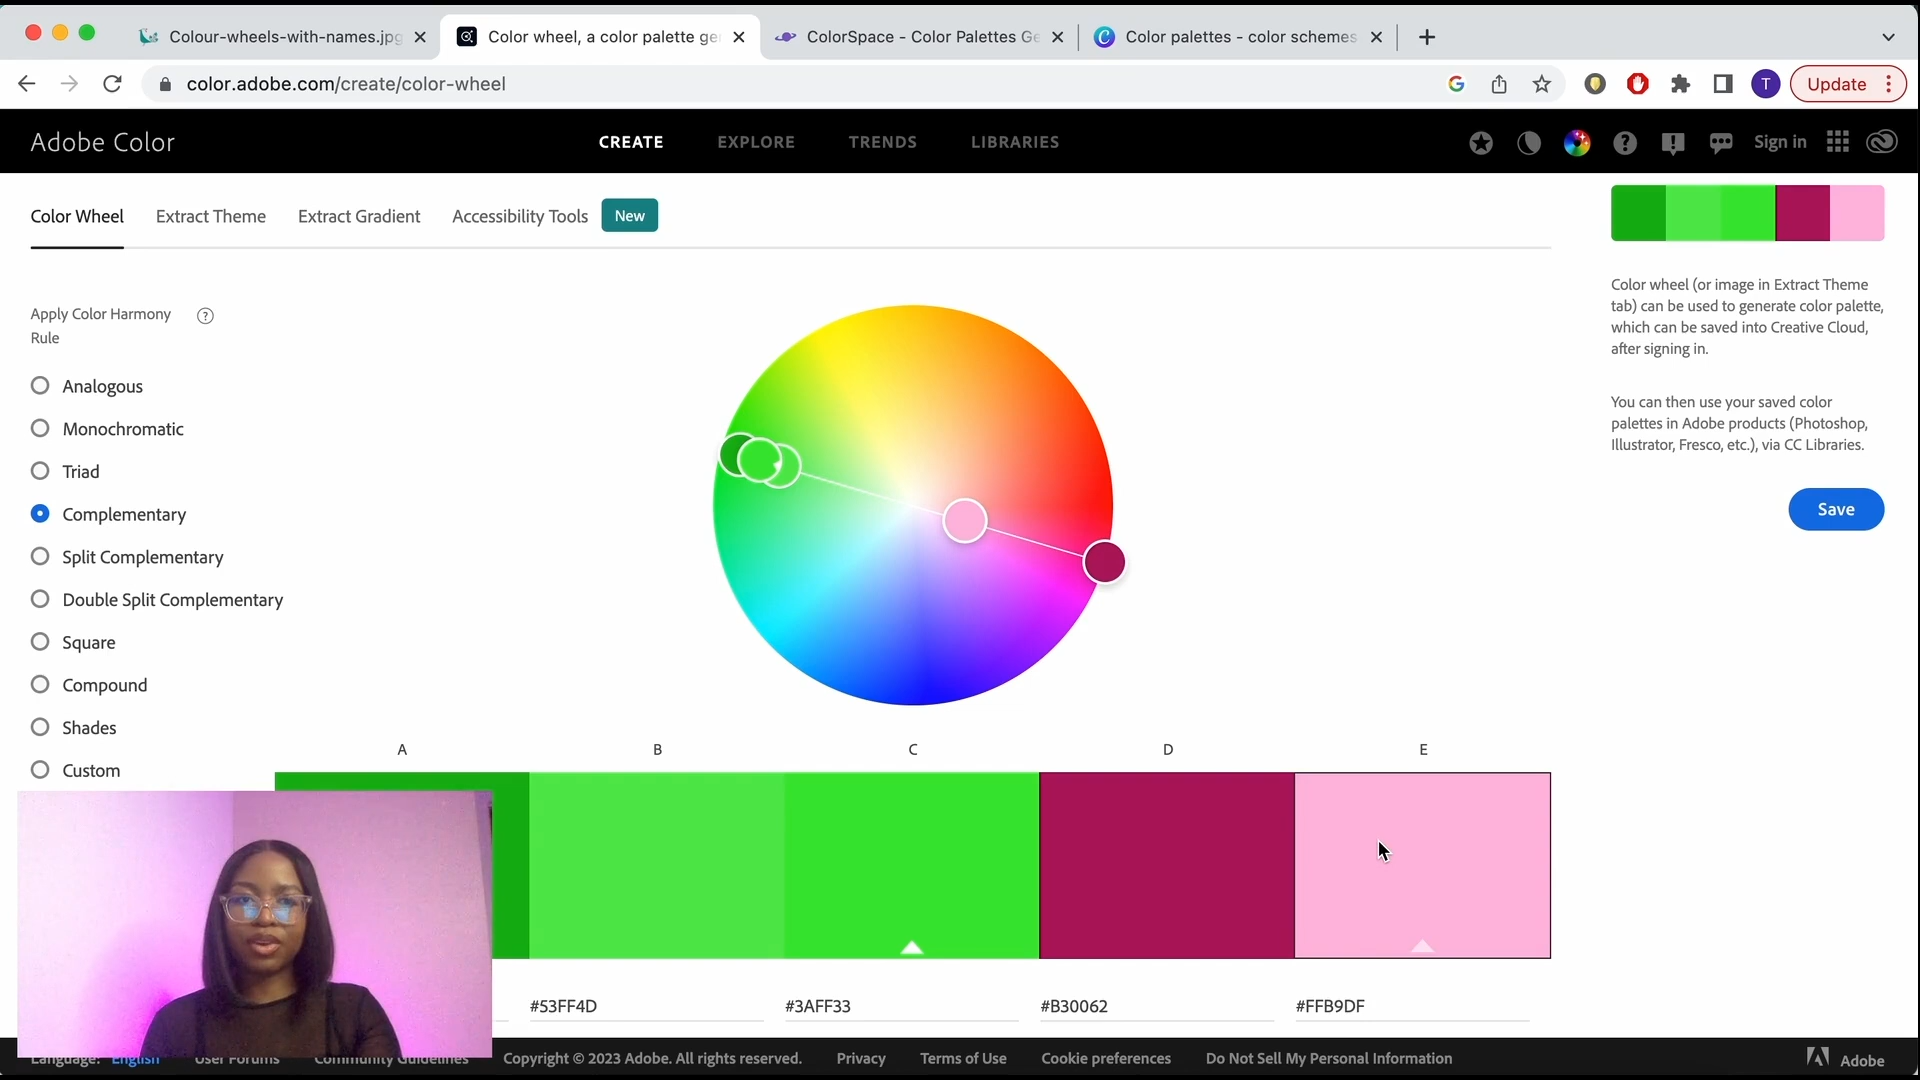 Colour-wheels-with-names.jpg
Color wheel, a color palette ge
ColorSpace - Color Palettes Ge
Color palettes - color schemes
color.adobe.com/create/color-wheel
T
Update
Adobe Color
CREATE
EXPLORE
TRENDS
LIBRARIES
Sign in
Color Wheel
Extract Theme
Extract Gradient
Accessibility Tools
New
Color wheel (or image in Extract Theme
tab) can be used to generate color palette,
which can be saved into Creative Cloud,
after signing in.
You can then use your saved color
palettes in Adobe products (Photoshop,
Illustrator, Fresco, etc.), via CC Libraries.
Save
Apply Color Harmony
Rule
Analogous
Monochromatic
Triad
Complementary
Split Complementary
Double Split Complementary
Square
Compound
Shades
Custom
A
B
C
D
E
#53FF4D
#3AFF33
#B30062
#FFB9DF
Language: English
User Forums
Community Guidelines
Copyright © 2023 Adobe. All rights reserved.
Privacy
Terms of Use
Cookie preferences
Do Not Sell My Personal Information
Adobe